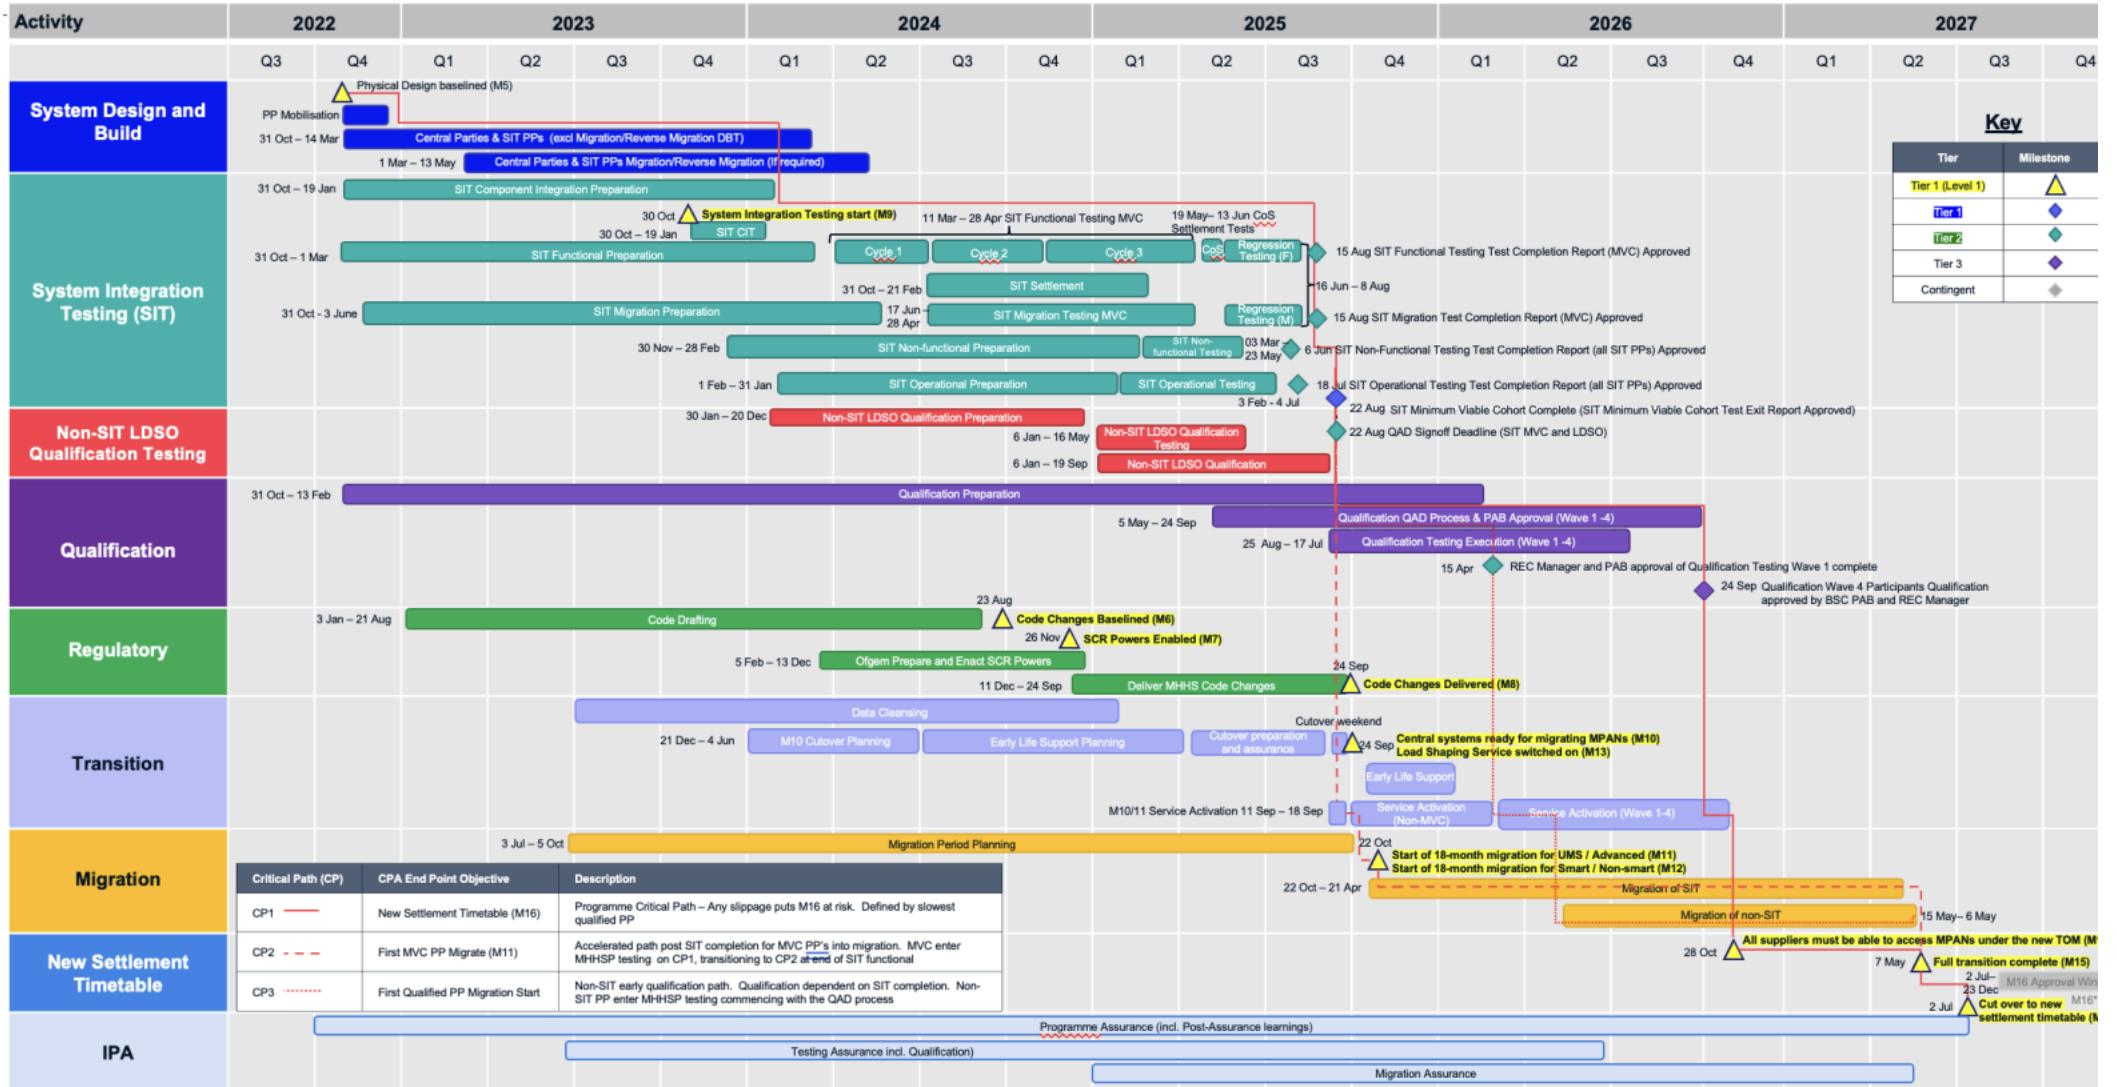 Activity
2022
2023
2024
2025
2026
2027
Q3
Q4
Q1
Q2
Q3
Q4
Q1
Q2
Q3
Q4
Q1
Q2
Q3
Q4
Q1
Q2
Q3
Q4
Q1
Q2
Q3
Q4
System Design and
Build
Physical Design baselined (M5)
PP Mobilisation
31 Oct – 14 Mar
Central Parties & SIT PPs (excl Migration/Reverse Migration DBT)
1 Mar – 13 May
Central Parties & SIT PPs Migration/Reverse Migration (If required)
Key
Tier
Milestone
Tier 1 (Level 1)
Tier 1
Tier 2
Tier 3
Contingent
System Integration
Testing (SIT)
31 Oct – 19 Jan
SIT Component Integration Preparation
30 Oct
System Integration Testing start (M9)
30 Oct – 19 Jan
SIT CIT
11 Mar – 28 Apr SIT Functional Testing MVC
19 May– 13 Jun CoS
Settlement Tests
31 Oct – 1 Mar
SIT Functional Preparation
Cycle 1
Cycle 2
Cycle 3
CoS
Regression
Testing (F)
15 Aug SIT Functional Testing Test Completion Report (MVC) Approved
31 Oct – 21 Feb
SIT Settlement
16 Jun – 8 Aug
31 Oct - 3 June
SIT Migration Preparation
17 Jun –
28 Apr
SIT Migration Testing MVC
Regression
Testing (M)
15 Aug SIT Migration Test Completion Report (MVC) Approved
30 Nov – 28 Feb
SIT Non-functional Preparation
SIT Non-
functional Testing
03 Mar –
23 May
6 Jun SIT Non-Functional Testing Test Completion Report (all SIT PPs) Approved
1 Feb – 31 Jan
SIT Operational Preparation
SIT Operational Testing
3 Feb - 4 Jul
18 Jul SIT Operational Testing Test Completion Report (all SIT PPs) Approved
22 Aug SIT Minimum Viable Cohort Complete (SIT Minimum Viable Cohort Test Exit Report Approved)
Non-SIT LDSO
Qualification Testing
30 Jan – 20 Dec
Non-SIT LDSO Qualification Preparation
6 Jan – 16 May
Non-SIT LDSO Qualification
Testing
22 Aug QAD Signoff Deadline (SIT MVC and LDSO)
6 Jan – 19 Sep
Non-SIT LDSO Qualification
Qualification
31 Oct – 13 Feb
Qualification Preparation
5 May – 24 Sep
Qualification QAD Process & PAB Approval (Wave 1 -4)
25 Aug – 17 Jul
Qualification Testing Execution (Wave 1 -4)
15 Apr
REC Manager and PAB approval of Qualification Testing Wave 1 complete
24 Sep Qualification Wave 4 Participants Qualification
approved by BSC PAB and REC Manager
Regulatory
3 Jan – 21 Aug
Code Drafting
23 Aug
Code Changes Baselined (M6)
26 Nov
SCR Powers Enabled (M7)
5 Feb – 13 Dec
Ofgem Prepare and Enact SCR Powers
11 Dec – 24 Sep
Deliver MHHS Code Changes
24 Sep
Code Changes Delivered (M8)
Transition
Data Cleansing
Cutover weekend
21 Dec – 4 Jun
M10 Cutover Planning
Early Life Support Planning
Cutover preparation
and assurance
24 Sep
Central systems ready for migrating MPANs (M10)
Load Shaping Service switched on (M13)
Early Life Support
M10/11 Service Activation 11 Sep – 18 Sep
Service Activation
(Non-MVC)
Service Activation (Wave 1-4)
Migration
3 Jul – 5 Oct
Migration Period Planning
22 Oct
Start of 18-month migration for UMS / Advanced (M11)
Start of 18-month migration for Smart / Non-smart (M12)
22 Oct – 21 Apr
Migration of SIT
Migration of non-SIT
15 May– 6 May
Critical Path (CP)
CPA End Point Objective
Description
CP1
New Settlement Timetable (M16)
Programme Critical Path – Any slippage puts M16 at risk. Defined by slowest
qualified PP
CP2
First MVC PP Migrate (M11)
Accelerated path post SIT completion for MVC PP's into migration. MVC enter
MHHSP testing on CP1, transitioning to CP2 at end of SIT functional
CP3
First Qualified PP Migration Start
Non-SIT early qualification path. Qualification dependent on SIT completion. Non-
SIT PP enter MHHSP testing commencing with the QAD process
New Settlement
Timetable
28 Oct
All suppliers must be able to access MPANs under the new TOM (M
7 May
Full transition complete (M15)
2 Jul–
23 Dec
M16 Approval Win
M16*
2 Jul
Cut over to new
settlement timetable (M
IPA
Programme Assurance (incl. Post-Assurance learnings)
Testing Assurance incl. Qualification)
Migration Assurance